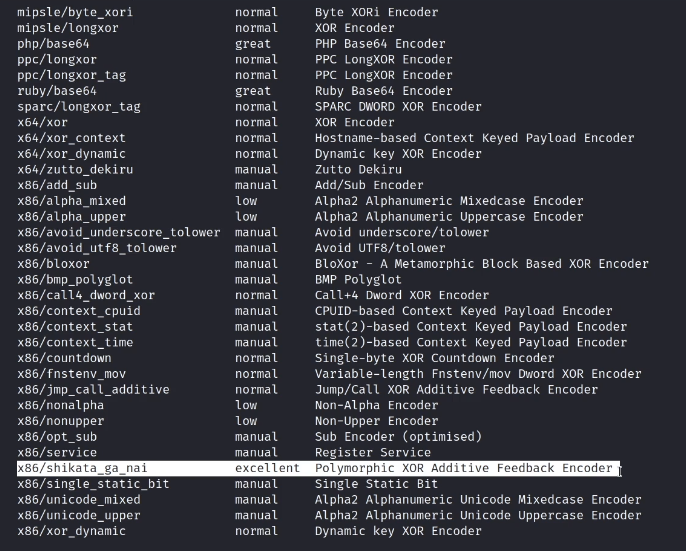 mipsle/byte_xori normal Byte XORi Encoder
mipsle/longxor normal XOR Encoder
php/base64 great PHP Base64 Encoder
ppc/longxor normal PPC LongXOR Encoder
ppc/longxor_tag normal PPC LongXOR Encoder
ruby/base64 great Ruby Base64 Encoder
sparc/longxor_tag normal SPARC DWORD XOR Encoder
x64/xor normal XOR Encoder
x64/xor_context normal Hostname-based Context Keyed Payload Encoder
x64/xor_dynamic normal Dynamic key XOR Encoder
x64/zutto_dekiru manual Zutto Dekiru
x86/add_sub manual Add/Sub Encoder
x86/alpha_mixed low Alpha2 Alphanumeric Mixedcase Encoder
x86/alpha_upper low Alpha2 Alphanumeric Uppercase Encoder
x86/avoid_underscore_tolower manual Avoid underscore/tolower
x86/avoid_utf8_tolower manual Avoid UTF8/tolower
x86/bloxor manual BloXor - A Metamorphic Block Based XOR Encoder
x86/bmp_polyglot manual BMP Polyglot
x86/call4_dword_xor normal Call+4 Dword XOR Encoder
x86/context_cpuid manual CPUID-based Context Keyed Payload Encoder
x86/context_stat manual stat(2)-based Context Keyed Payload Encoder
x86/context_time manual time(2)-based Context Keyed Payload Encoder
x86/countdown normal Single-byte XOR Countdown Encoder
x86/fnstenv_mov normal Variable-length Fnstenv/mov Dword XOR Encoder
x86/jmp_call_additive normal Jump/Call XOR Additive Feedback Encoder
x86/nonalpha low Non-Alpha Encoder
x86/nonupper low Non-Upper Encoder
x86/opt_sub manual Sub Encoder (optimised)
x86/service manual Register Service
x86/shikata_ga_nai excellent Polymorphic XOR Additive Feedback Encoder
x86/single_static_bit manual Single Static Bit
x86/unicode_mixed manual Alpha2 Alphanumeric Unicode Mixedcase Encoder
x86/unicode_upper manual Alpha2 Alphanumeric Unicode Uppercase Encoder
x86/xor_dynamic normal Dynamic key XOR Encoder